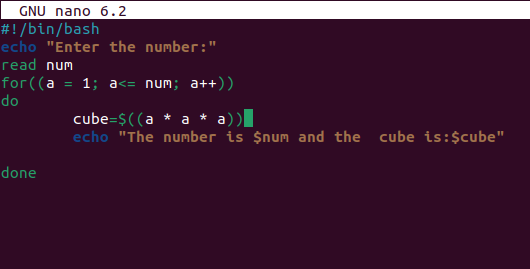 GNU nano 6.2
#!/bin/bash
echo "Enter the number:"
read num
for((a = 1; a<= num; a++))
do
        cube=$((a * a * a))
        echo "The number is $num and the  cube is:$cube"
done